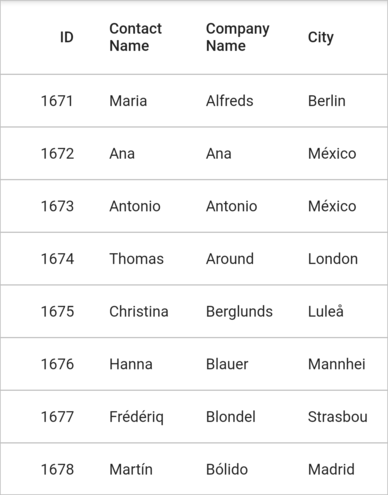 ID Contact Name Company Name City
1671 Maria Alfreds Berlin
1672 Ana Ana México
1673 Antonio Antonio México
1674 Thomas Around London
1675 Christina Berglunds Luleå
1676 Hanna Blauer Mannhei
1677 Frédériq Blondel Strasbou
1678 Martín Bólido Madrid